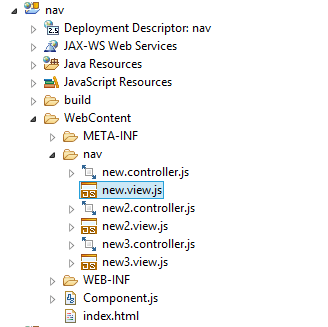 nav
Deployment Descriptor: nav
JAX-WS Web Services
Java Resources
JavaScript Resources
build
WebContent
META-INF
nav
new.controller.js
new.view.js
new2.controller.js
new2.view.js
new3.controller.js
new3.view.js
WEB-INF
Component.js
index.html